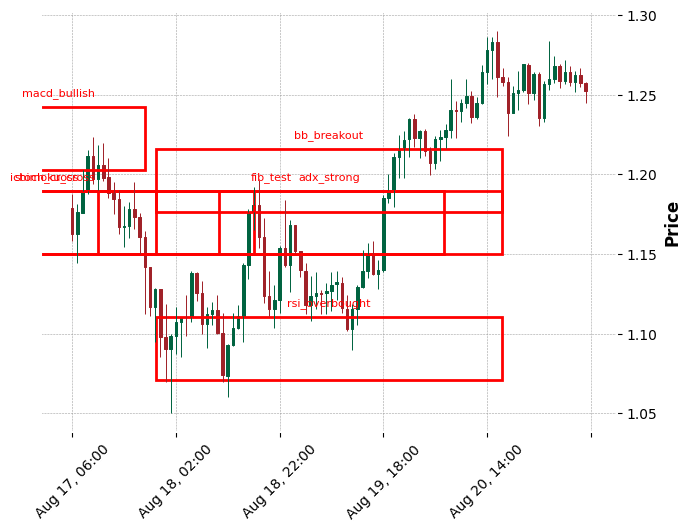 1.30
macd_bullish
1.25
bb_breakout
1.20
fib_test
adx_strong
Price
1.15
rsi_overbought
1.10
1.05
Aug 17, 06:00
Aug 18, 02:00
Aug 18, 22:00
Aug 19, 18:00
Aug 20, 14:00